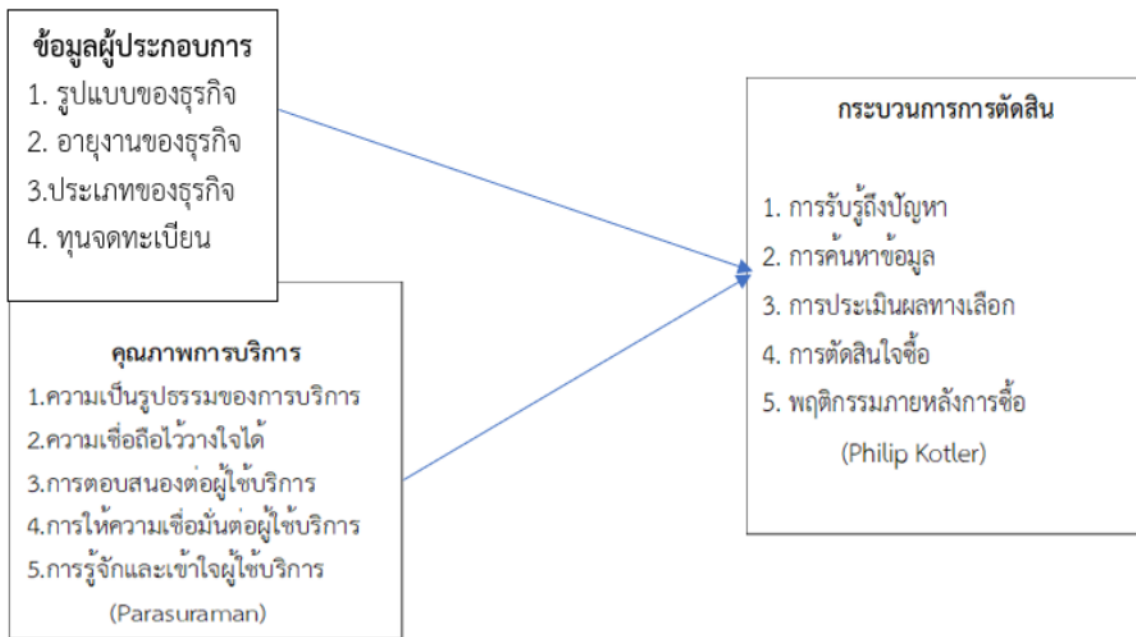 ข้อมูลผู้ประกอบการ
1. รูปแบบของธุรกิจ
2. อายุงานของธุรกิจ
3.ประเภทของธุรกิจ
4. ทุนจดทะเบียน
คุณภาพการบริการ
1.ความเป็นรูปธรรมของการบริการ
2.ความเชื่อถือไว้วางใจได้
3.การตอบสนองต่อผู้ใช้บริการ
4.การให้ความเชื่อมั่นต่อผู้ใช้บริการ
5.การรู้จักและเข้าใจผู้ใช้บริการ
(Parasuraman)
กระบวนการการตัดสิน
1. การรับรู้ถึงปัญหา
2. การค้นหาข้อมูล
3. การประเมินผลทางเลือก
4. การตัดสินใจซื้อ
5. พฤติกรรมภายหลังการซื้อ
(Philip Kotler)